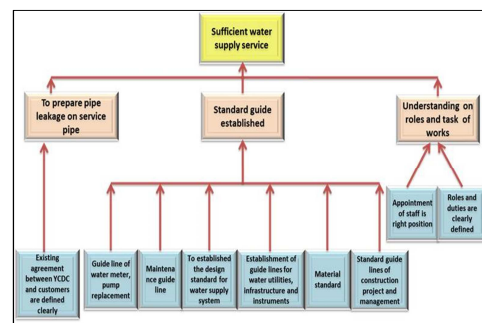 Sufficient water
supply service
To prepare pipe
leakage on service
pipe
Standard guide
established
Understanding on
roles and task of
works
Appointment
of staff is
right position
Roles and
duties are
clearly
defined
Existing
agreement
between YCDC
and customers
are defined
clearly
Guide line of
water meter,
pump
replacement
Maintena
nce guide
line
To established
the design
standard for
water supply
system
Establishment of
guide lines for
water utilities,
infrastructure and
instruments
Material
standard
Standard guide
lines of
construction
project and
management